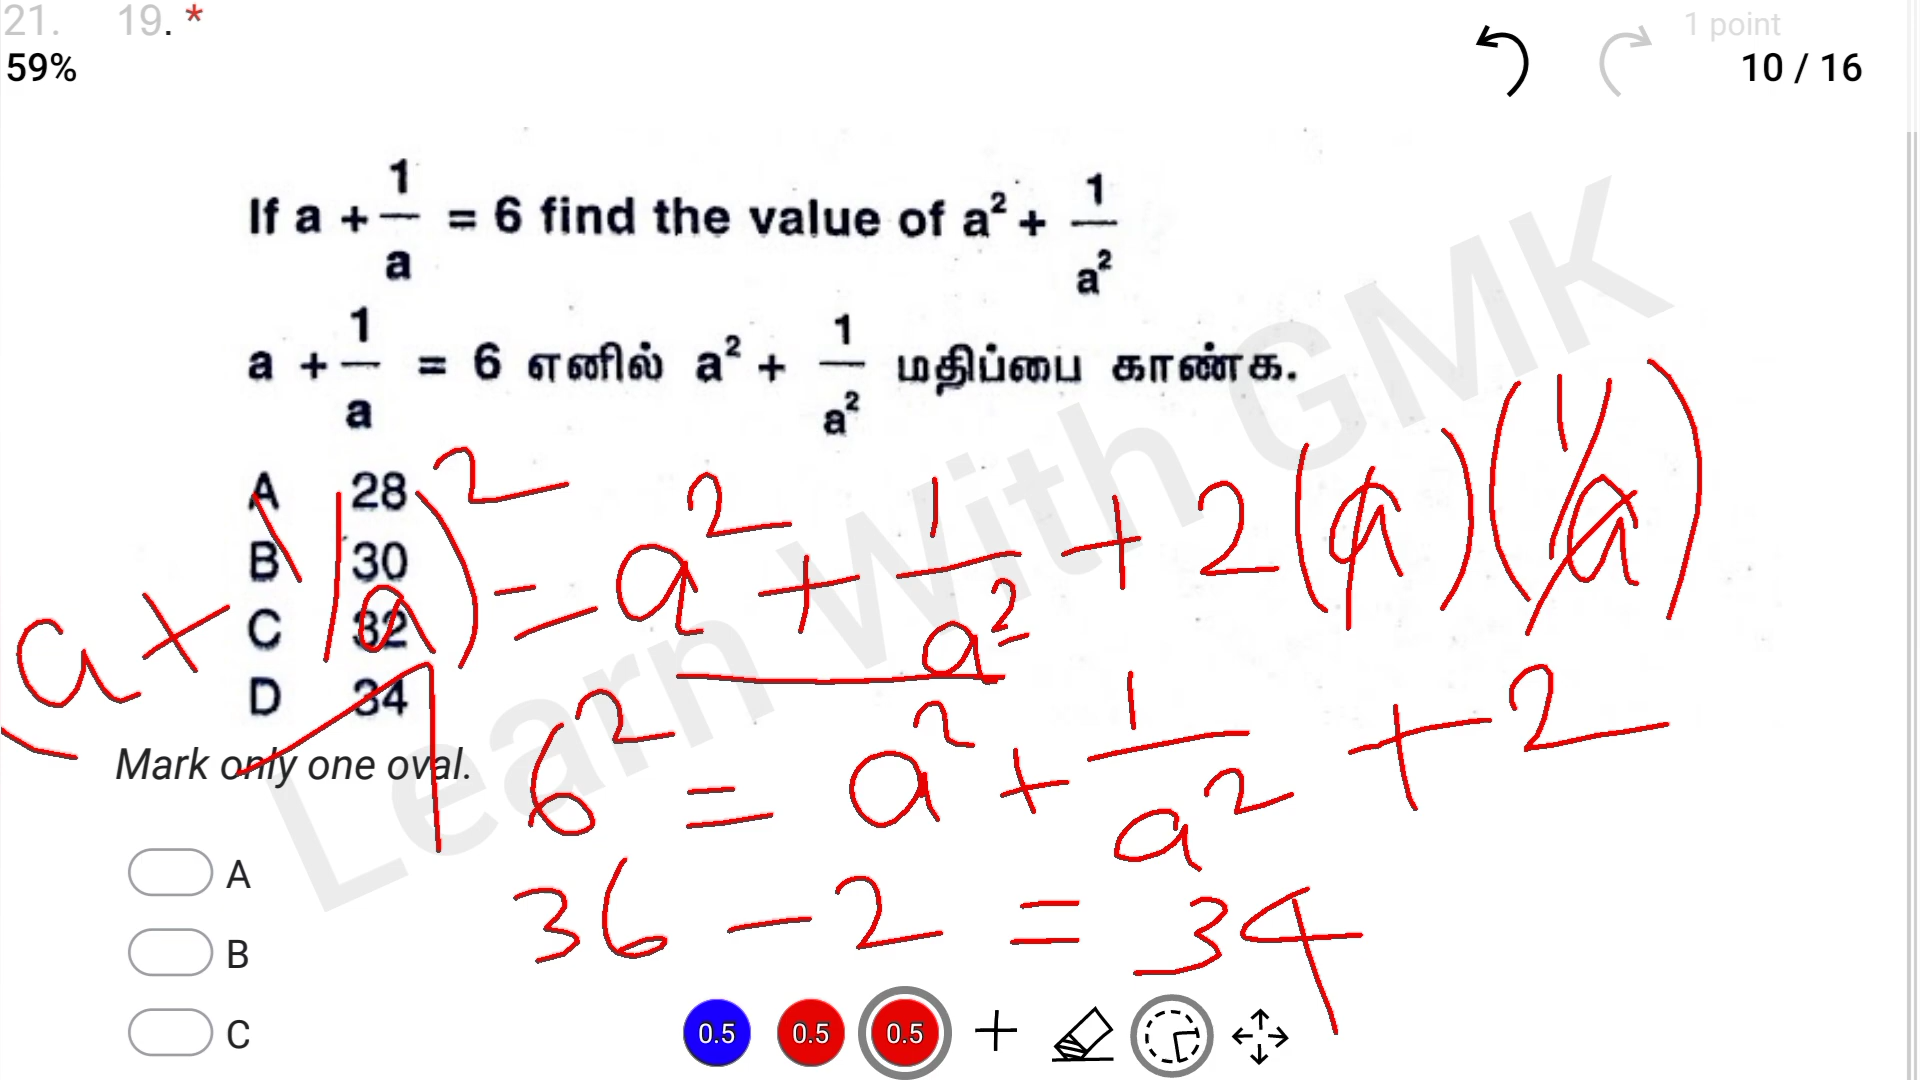 21. 19. * 1 point
59% 10 / 16
If a + 1/a = 6 find the value of a² + 1/a²
a + 1/a = 6 எனில் a² + 1/a² மதிப்பை காண்க.
A 28
B 30
C 32
D 34
(a + 1/a)² = a² + 1/a² + 2(a)(1/a)
6² = a² + 1/a² + 2
36 - 2 = 34
Mark only one oval.
A
B
C
Learn With GMK
0.5 0.5 0.5